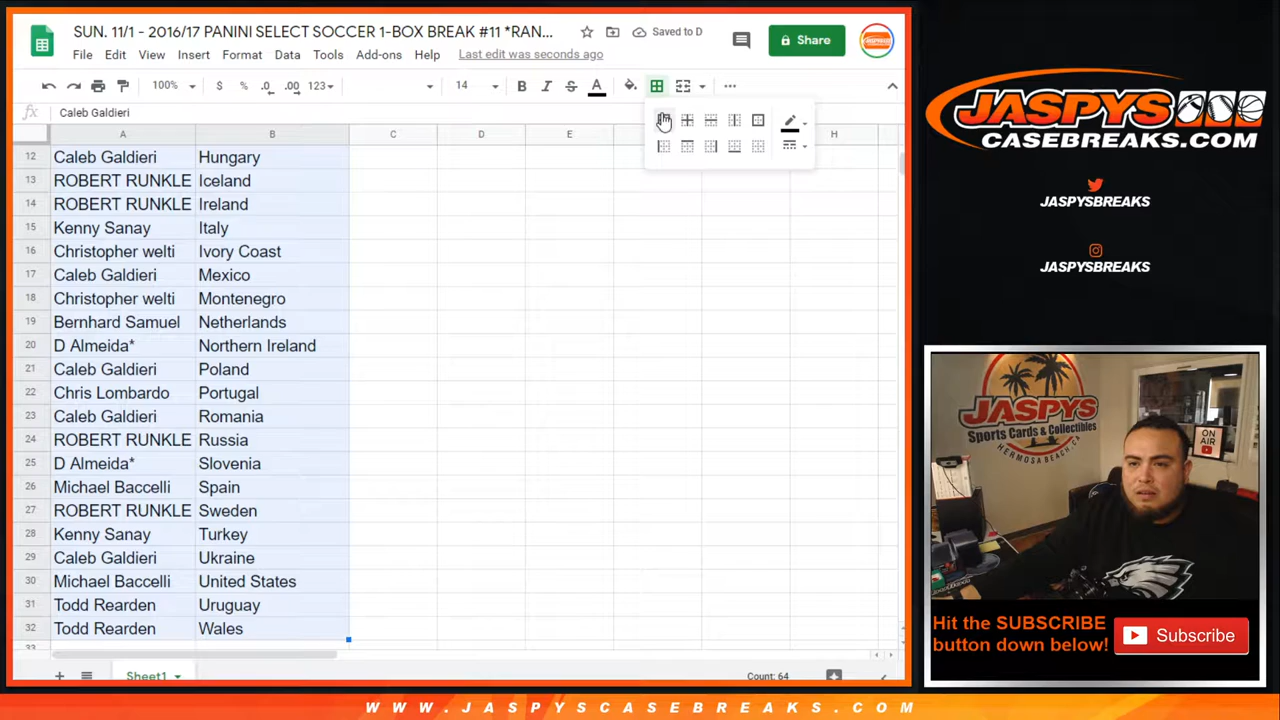 SUN. 11/1 - 2016/17 PANINI SELECT SOCCER 1-BOX BREAK #11 *RAN... Saved to D Share
File Edit View Insert Format Data Tools Add-ons Help Last edit was seconds ago
100% $ % .0 .00 123 14 B I S A
fx Caleb Galdieri
A B C D E H
12 Caleb Galdieri Hungary
13 ROBERT RUNKLE Iceland
14 ROBERT RUNKLE Ireland
15 Kenny Sanay Italy
16 Christopher welti Ivory Coast
17 Caleb Galdieri Mexico
18 Christopher welti Montenegro
19 Bernhard Samuel Netherlands
20 D Almeida* Northern Ireland
21 Caleb Galdieri Poland
22 Chris Lombardo Portugal
23 Caleb Galdieri Romania
24 ROBERT RUNKLE Russia
25 D Almeida* Slovenia
26 Michael Baccelli Spain
27 ROBERT RUNKLE Sweden
28 Kenny Sanay Turkey
29 Caleb Galdieri Ukraine
30 Michael Baccelli United States
31 Todd Rearden Uruguay
32 Todd Rearden Wales
33
Sheet1 Count: 64
JASPYS
CASEBREAKS.COM
JASPYSBREAKS
JASPYSBREAKS
JASPYS
Sports Cards & Collectibles
HERMOSA BEACH, CA
ON
AIR
Hit the SUBSCRIBE
button down below!
Subscribe
WWW.JASPYSCASEBREAKS.COM